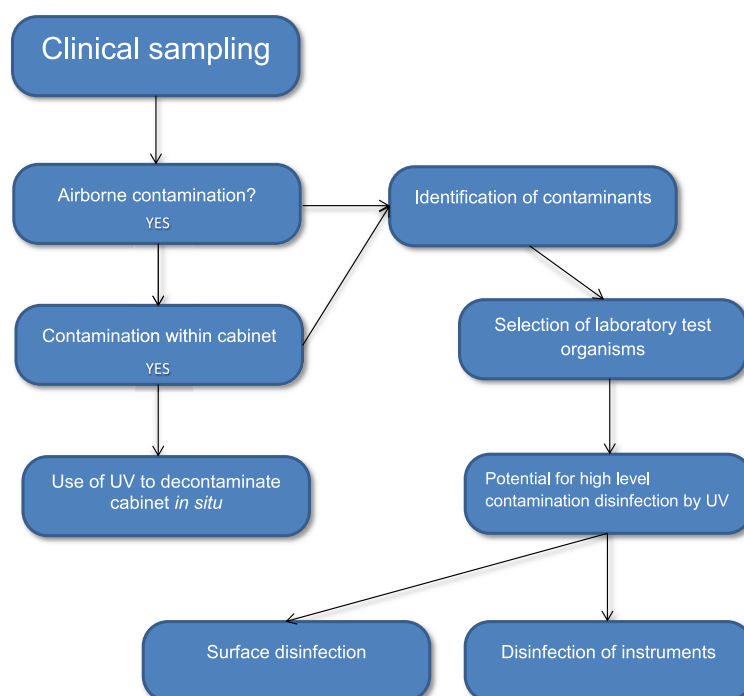 Clinical sampling
Airborne contamination?
YES
Identification of contaminants
Contamination within cabinet
YES
Selection of laboratory test
organisms
Use of UV to decontaminate
cabinet in situ
Potential for high level
contamination disinfection by UV
Surface disinfection
Disinfection of instruments